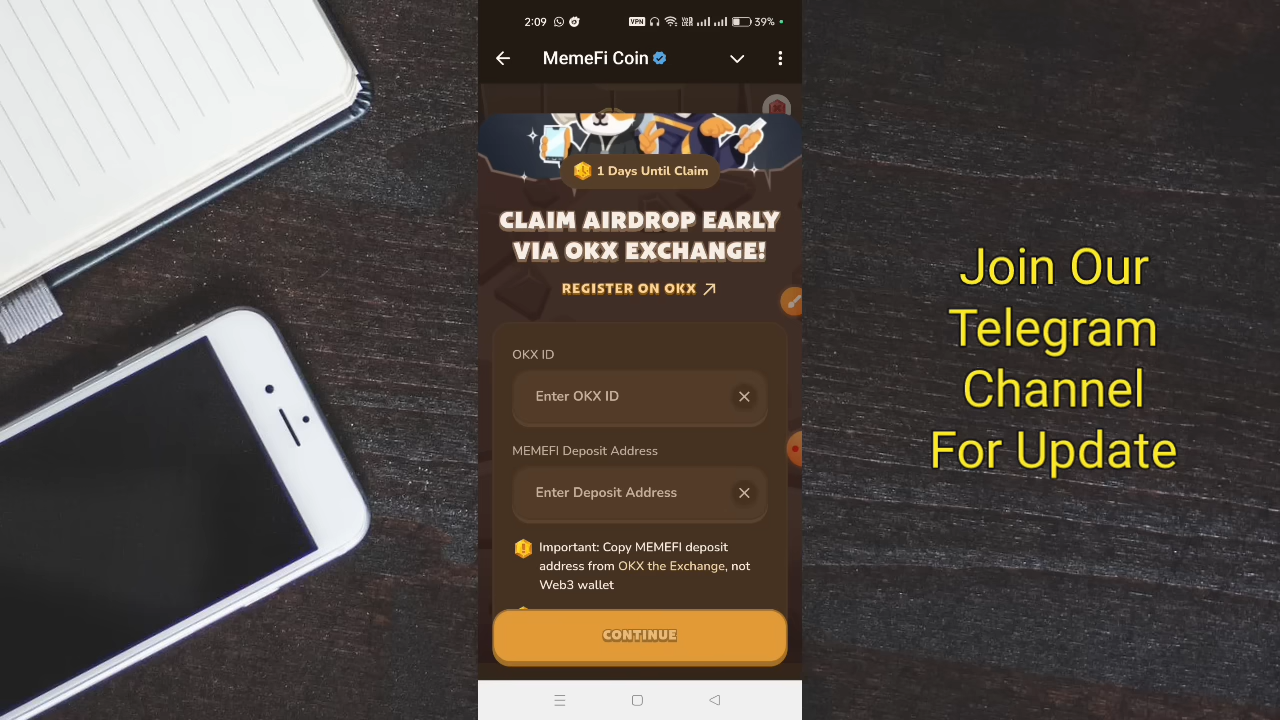 2:09
VPN
39%
MemeFi Coin
1 Days Until Claim
CLAIM AIRDROP EARLY
VIA OKX EXCHANGE!
REGISTER ON OKX
OKX ID
Enter OKX ID
MEMEFI Deposit Address
Enter Deposit Address
Important: Copy MEMEFI deposit
address from OKX the Exchange, not
Web3 wallet
CONTINUE
Join Our
Telegram
Channel
For Update